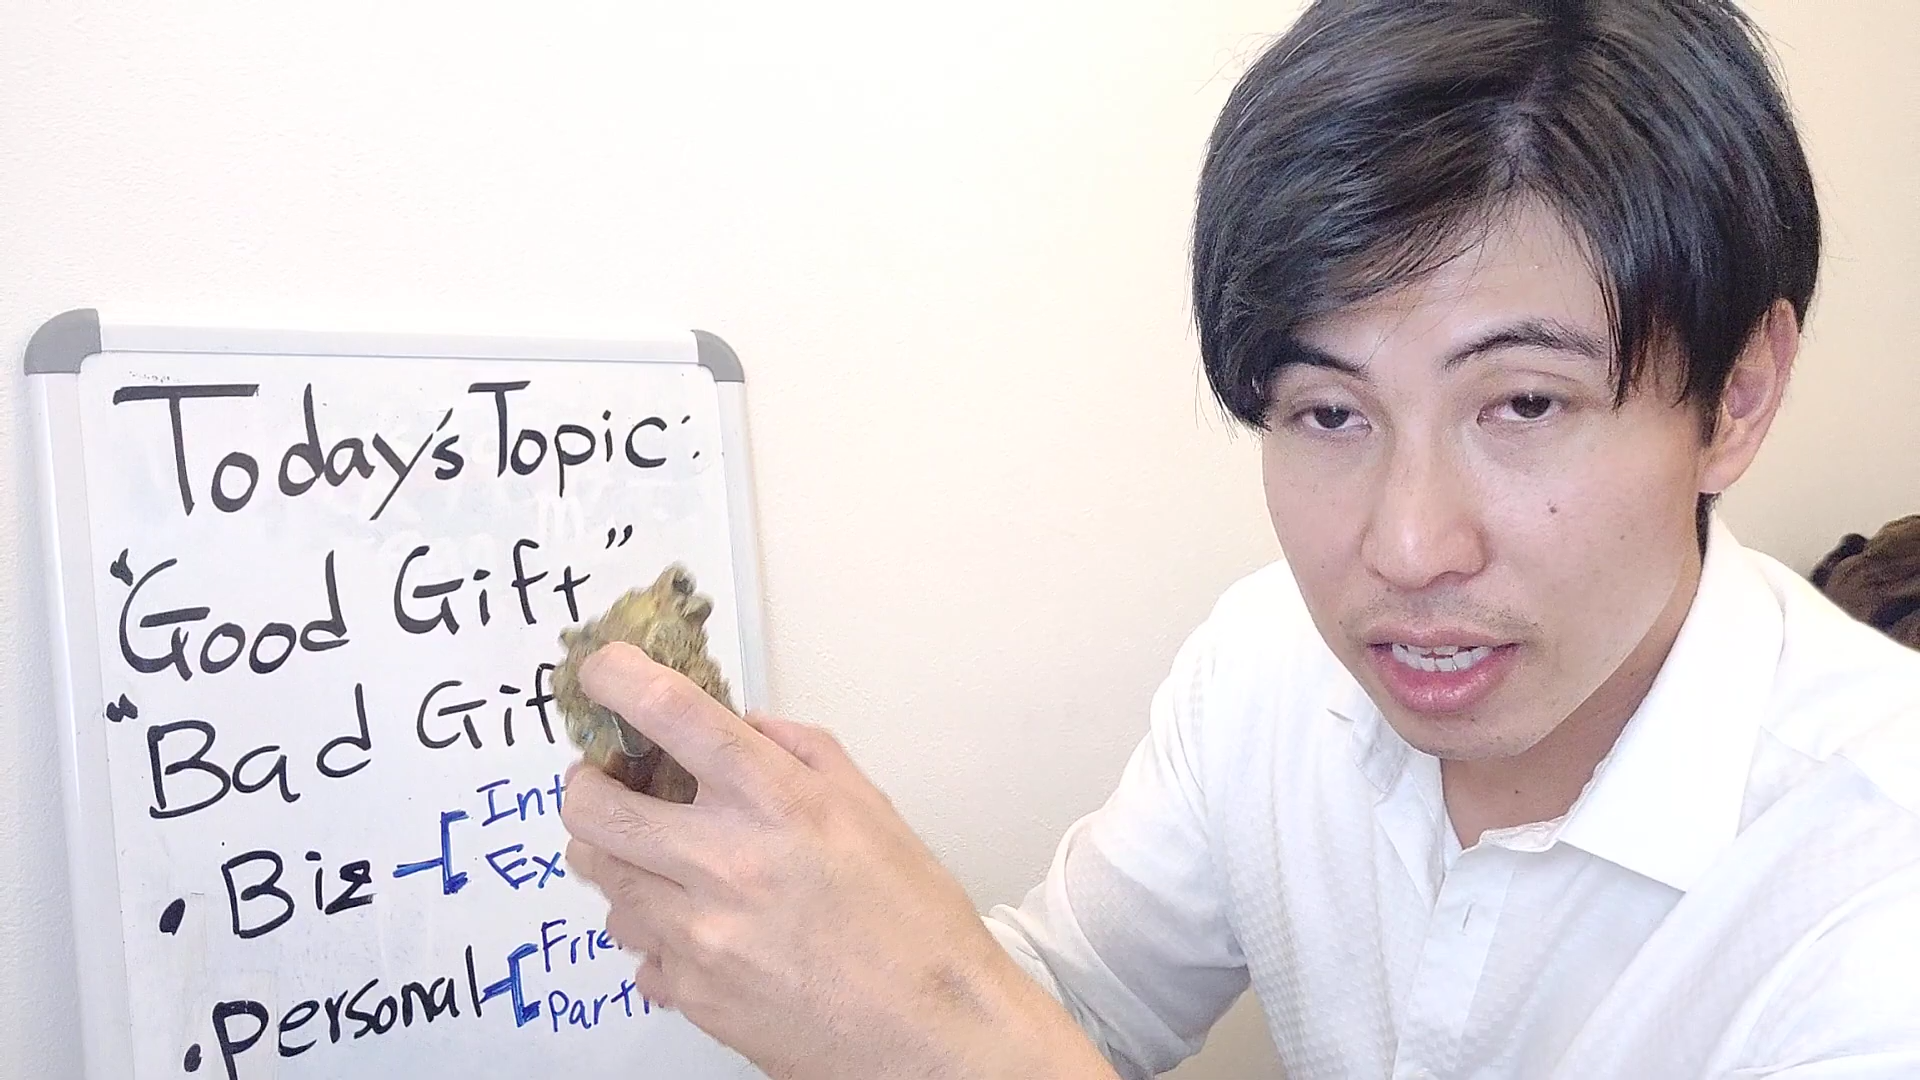 Today's Topic:
"Good Gift"
"Bad Gif
• Biz
Int
Ex
• Personal
Frie
Part